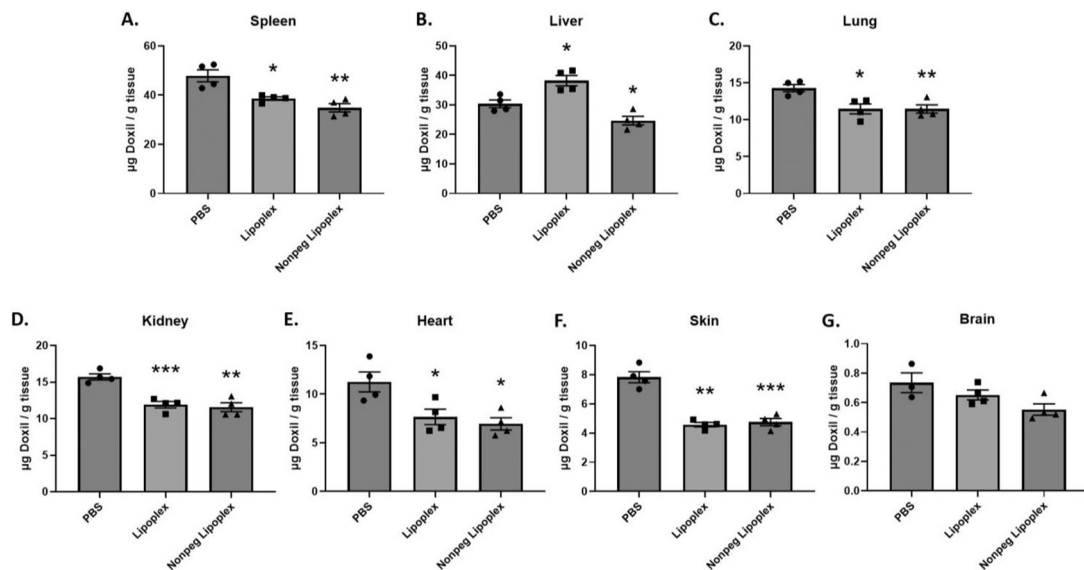 A.
Spleen
µg Doxil / g tissue
60
40
20
0
*
**
PBS
Lipoplex
Nonpeg Lipoplex
B.
Liver
µg Doxil / g tissue
50
40
30
20
10
0
*
*
PBS
Lipoplex
Nonpeg Lipoplex
C.
Lung
µg Doxil / g tissue
20
15
10
5
0
*
**
PBS
Lipoplex
Nonpeg Lipoplex
D.
Kidney
µg Doxil / g tissue
20
15
10
5
0
***
**
PBS
Lipoplex
Nonpeg Lipoplex
E.
Heart
µg Doxil / g tissue
15
10
5
0
*
*
PBS
Lipoplex
Nonpeg Lipoplex
F.
Skin
µg Doxil / g tissue
10
8
6
4
2
0
**
***
PBS
Lipoplex
Nonpeg Lipoplex
G.
Brain
µg Doxil / g tissue
1.0
0.8
0.6
0.4
0.2
0.0
PBS
Lipoplex
Nonpeg Lipoplex